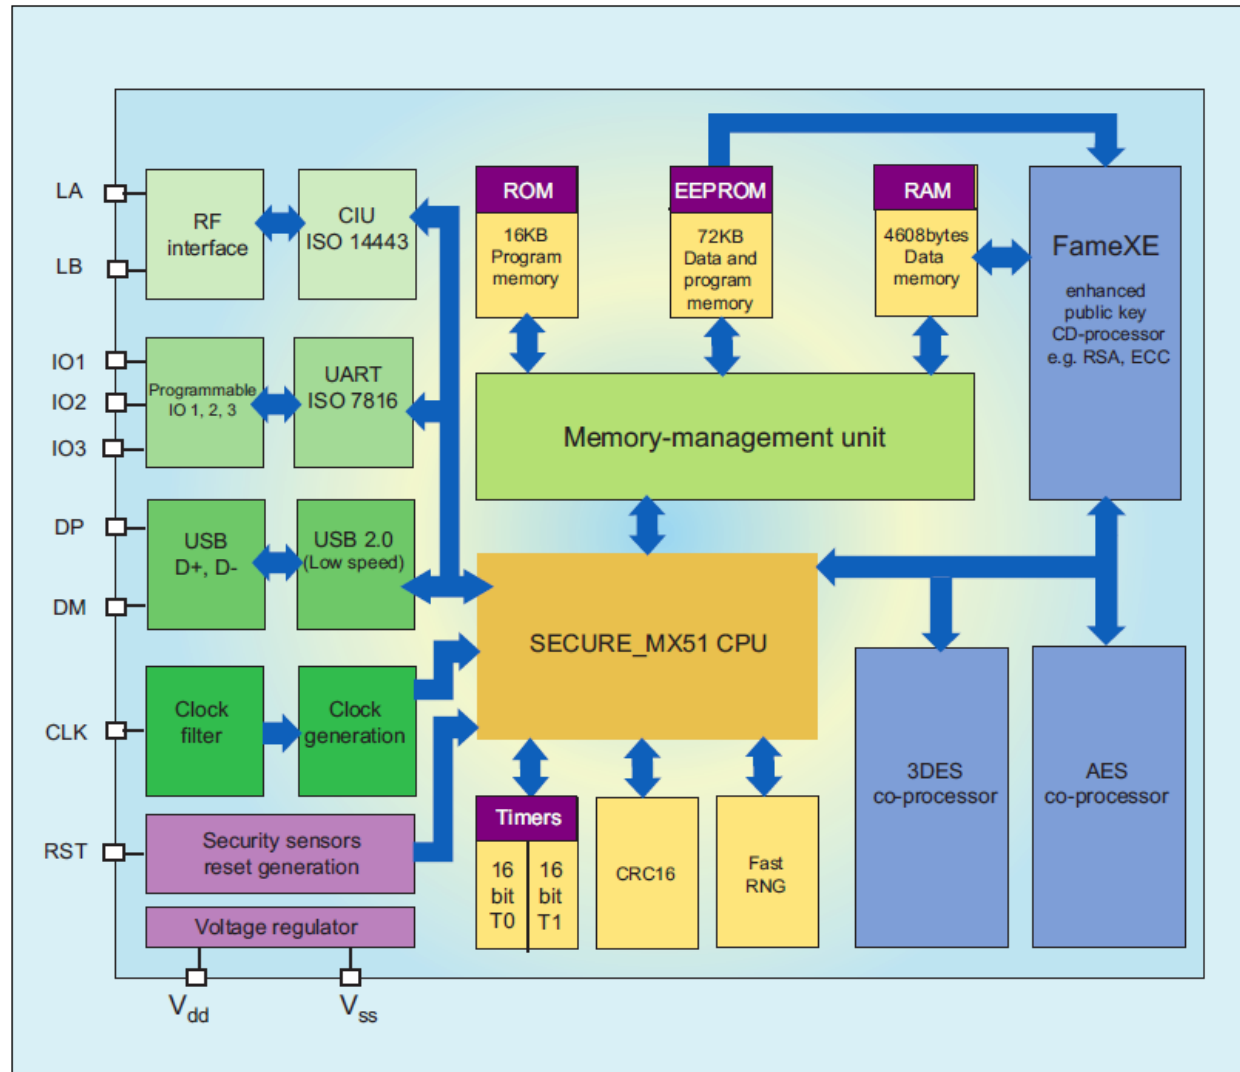 LA
LB
RF
interface
CIU
ISO 14443
ROM
16KB
Program
memory
EEPROM
72KB
Data and
program
memory
RAM
4608bytes
Data
memory
FameXE
enhanced
public key
CD-processor
e.g. RSA, ECC
IO1
IO2
IO3
Programmable
IO 1, 2, 3
UART
ISO 7816
Memory-management unit
DP
DM
USB
D+, D-
USB 2.0
(Low speed)
SECURE_MX51 CPU
CLK
Clock
filter
Clock
generation
3DES
co-processor
AES
co-processor
RST
Security sensors
reset generation
Timers
16
bit
T0
16
bit
T1
CRC16
Fast
RNG
Voltage regulator
Vdd
Vss